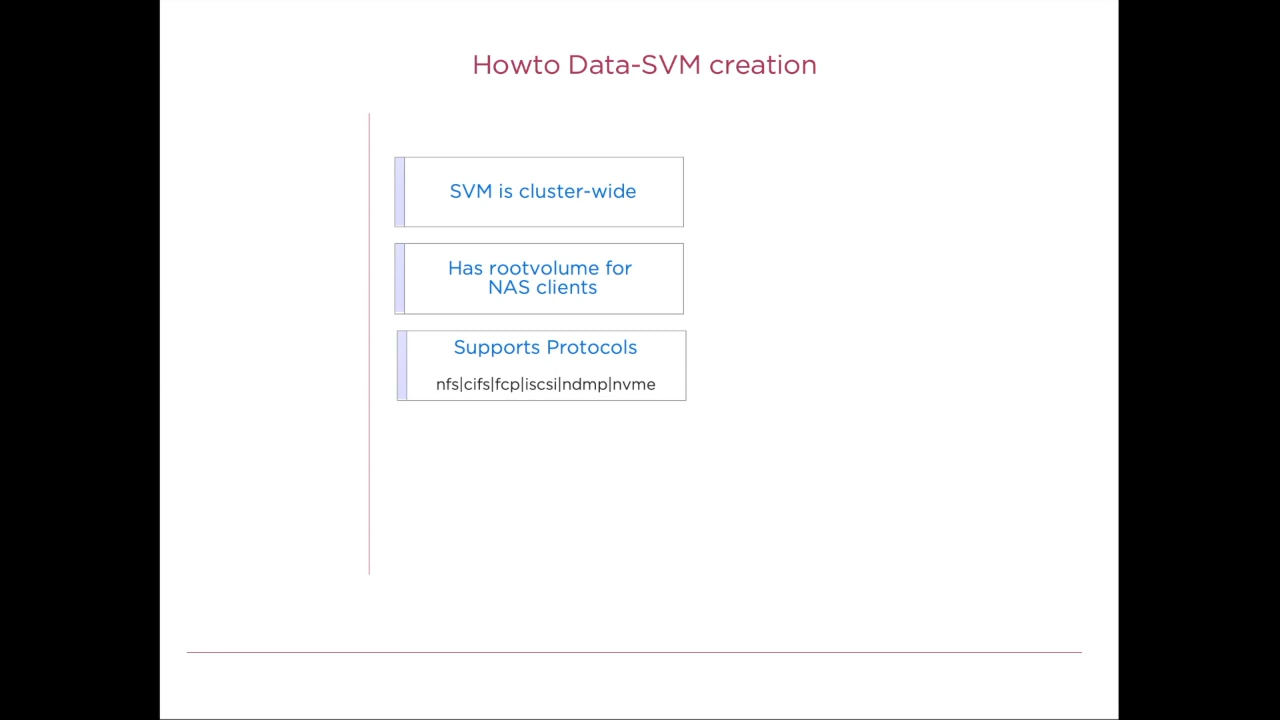 Howto Data-SVM creation
SVM is cluster-wide
Has rootvolume for
NAS clients
Supports Protocols
nfs|cifs|fcp|iscsi|ndmp|nvme